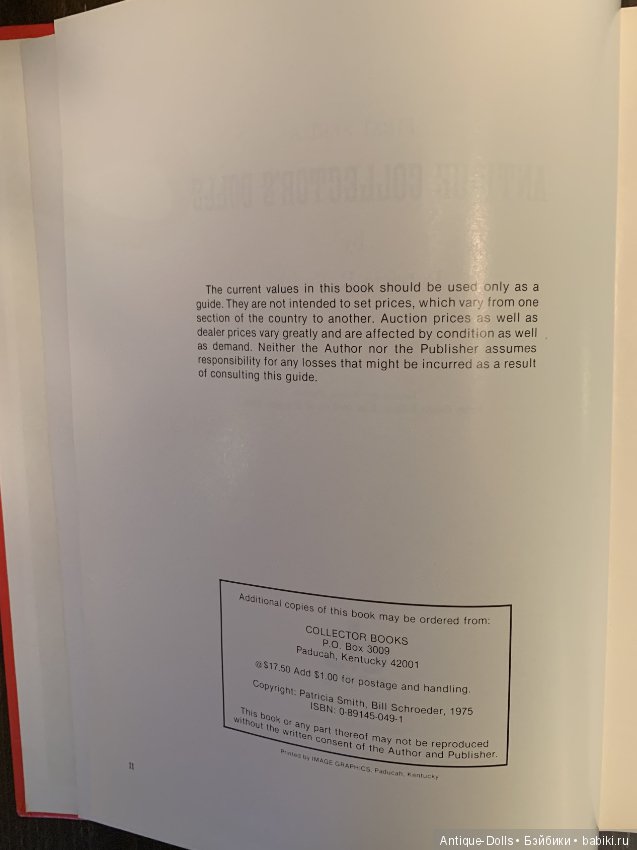 ANTIQUE COLLECTOR'S DOLLS
The current values in this book should be used only as a
guide. They are not intended to set prices, which vary from one
section of the country to another. Auction prices as well as
dealer prices vary greatly and are affected by condition as well
as demand. Neither the Author nor the Publisher assumes
responsibility for any losses that might be incurred as a result
of consulting this guide.
Additional copies of this book may be ordered from:
COLLECTOR BOOKS
P.O. Box 3009
Paducah, Kentucky 42001
@$17.50 Add $1.00 for postage and handling.
Copyright: Patricia Smith, Bill Schroeder, 1975
ISBN: 0-89145-049-1
This book or any part thereof may not be reproduced
without the written consent of the Author and Publisher.
Printed by IMAGE GRAPHICS, Paducah, Kentucky
II
Antique-Dolls • Бэйбики • babiki.ru